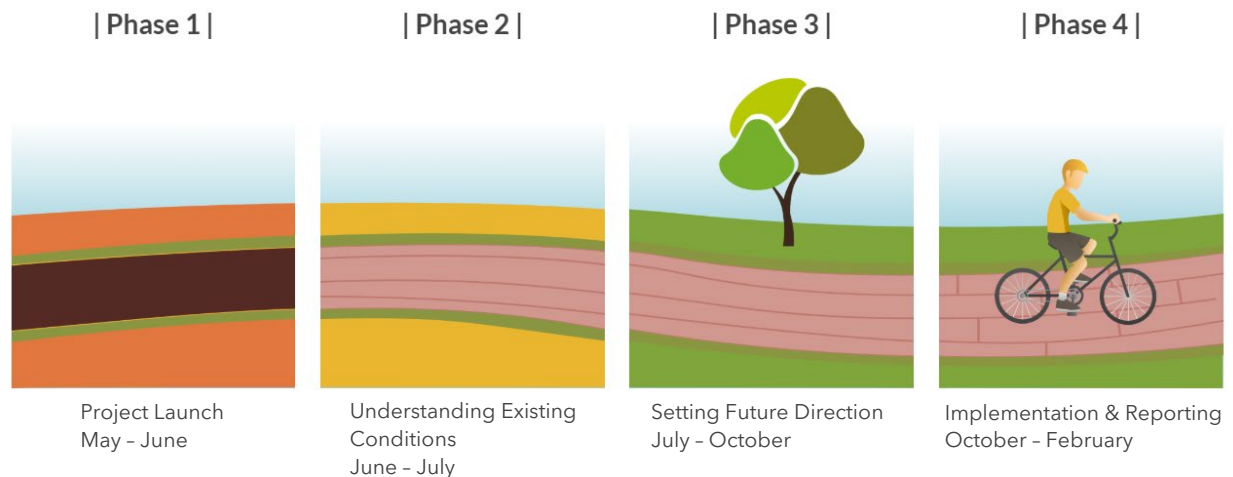 | Phase 1 |
| Phase 2 |
| Phase 3 |
| Phase 4 |
Project Launch
May – June
Understanding Existing
Conditions
June – July
Setting Future Direction
July – October
Implementation & Reporting
October – February